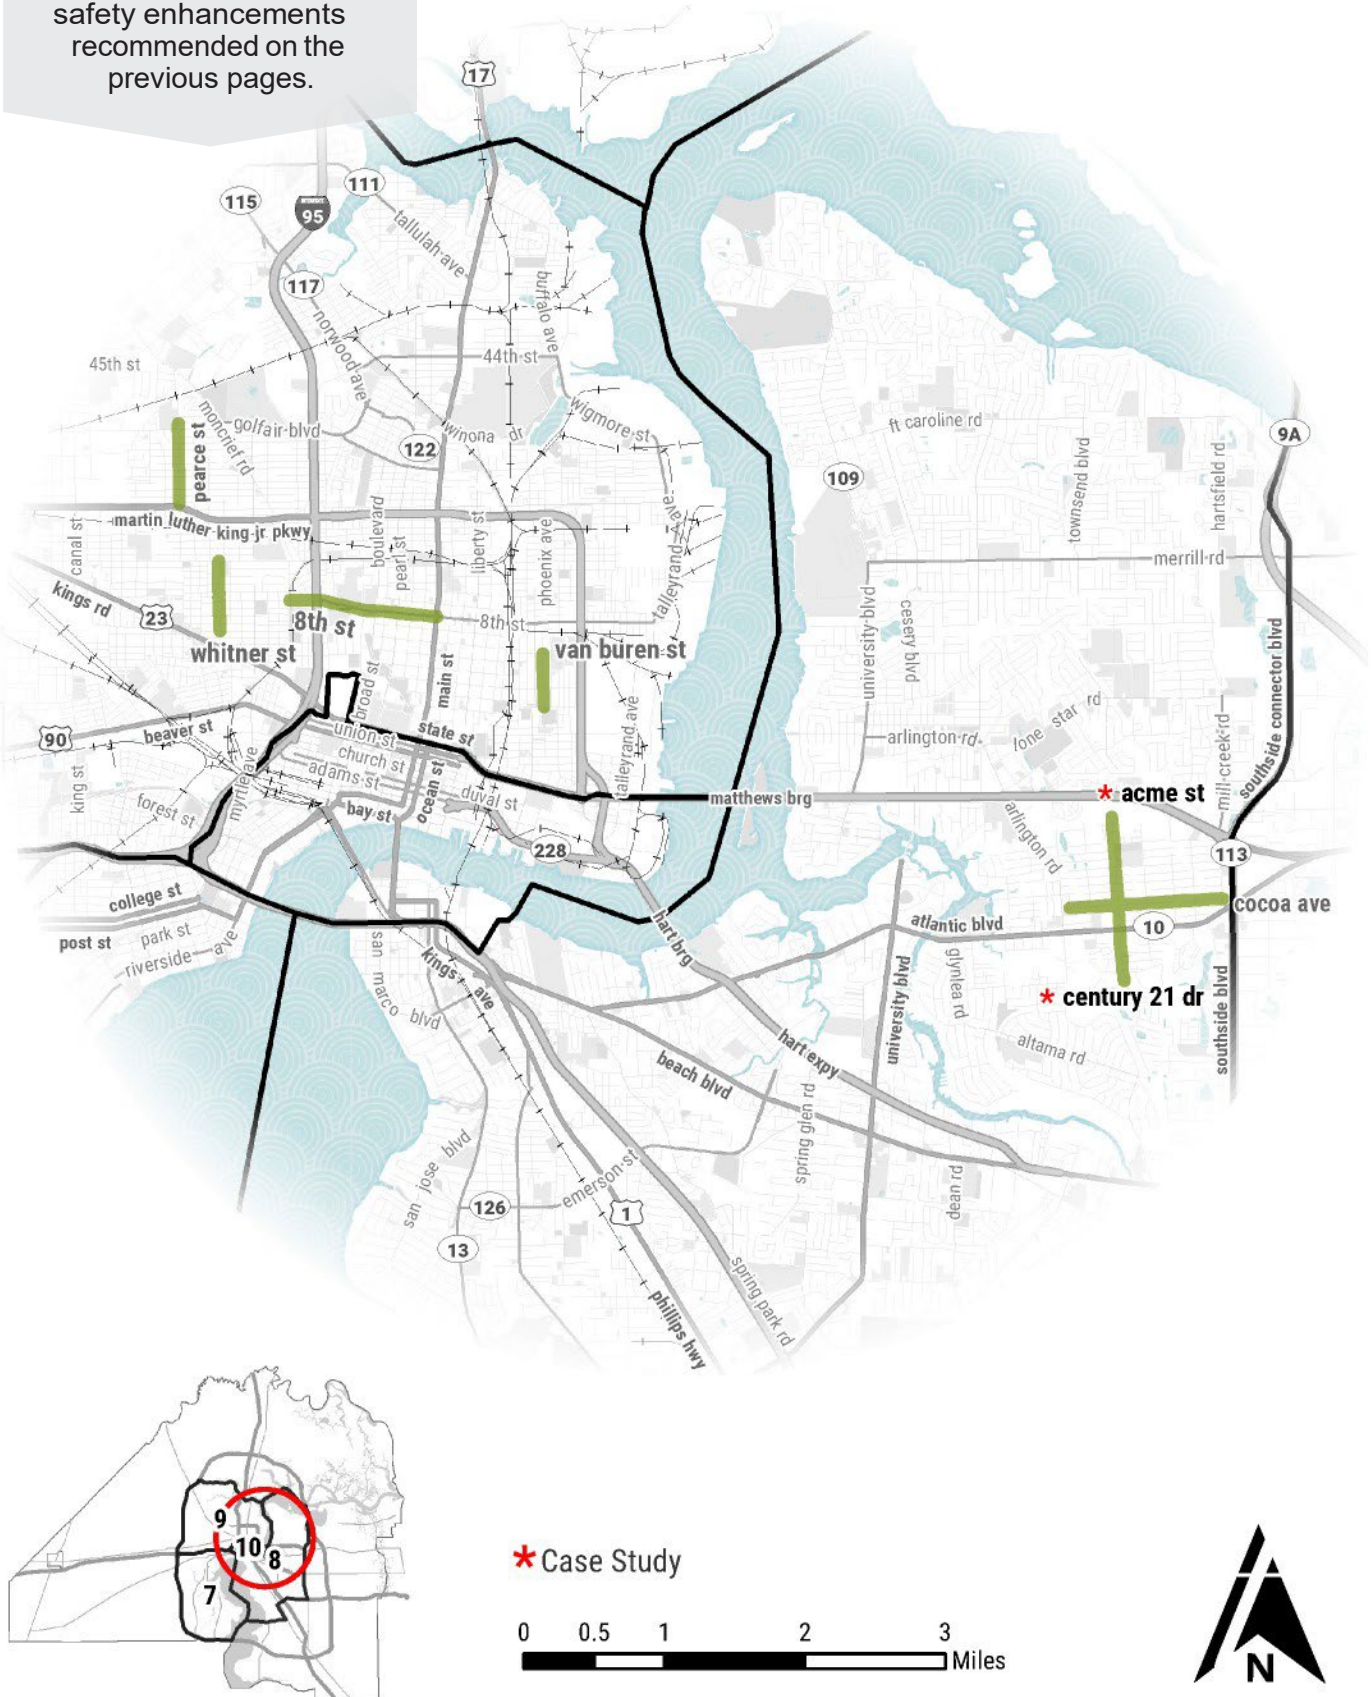 safety enhancements
recommended on the
previous pages.
17
111
115
95
tallulah ave
117
buffalo ave
norwood ave
45th st
44th st
moncrief rd
pearce st
golfair blvd
wigmore st
winona dr
122
ft caroline rd
9A
109
townsend blvd
hartsfield rd
martin luther king jr pkwy
canal st
boulevard
pearl st
liberty st
phoenix ave
talleyrand ave
merrill rd
kings rd
23
8th st
8th st
whitner st
van buren st
university blvd
cesery blvd
southside connector blvd
broad st
main st
state st
union st
church st
adams st
90
beaver st
talleyrand ave
lone star rd
arlington rd
mill creek rd
king st
myrtle ave
forest st
bay st
ocean st
duval st
matthews brg
* acme st
arlington rd
228
113
college st
post st
park st
riverside ave
hart brg
atlantic blvd
10
cocoa ave
san marco blvd
kings ave
glynlea rd
university blvd
* century 21 dr
southside blvd
altama rd
hart expy
beach blvd
spring glen rd
san jose blvd
emerson st
dean rd
126
1
13
spring park rd
phillips hwy
9
10
8
7
* Case Study
0 0.5 1 2 3
Miles
N